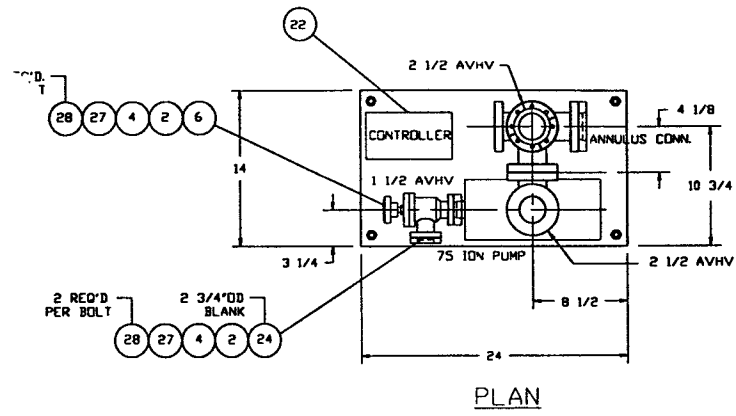 22
2 1/2 AVHV
28 27 4 2 6
4 1/8
CONTROLLER
ANNULUS CONN.
14
1 1/2 AVHV
10 3/4
3 1/4
75 ION PUMP
2 1/2 AVHV
2 REQ'D
PER BOLT
2 3/4"OD
BLANK
8 1/2
28 27 4 2 24
24
PLAN